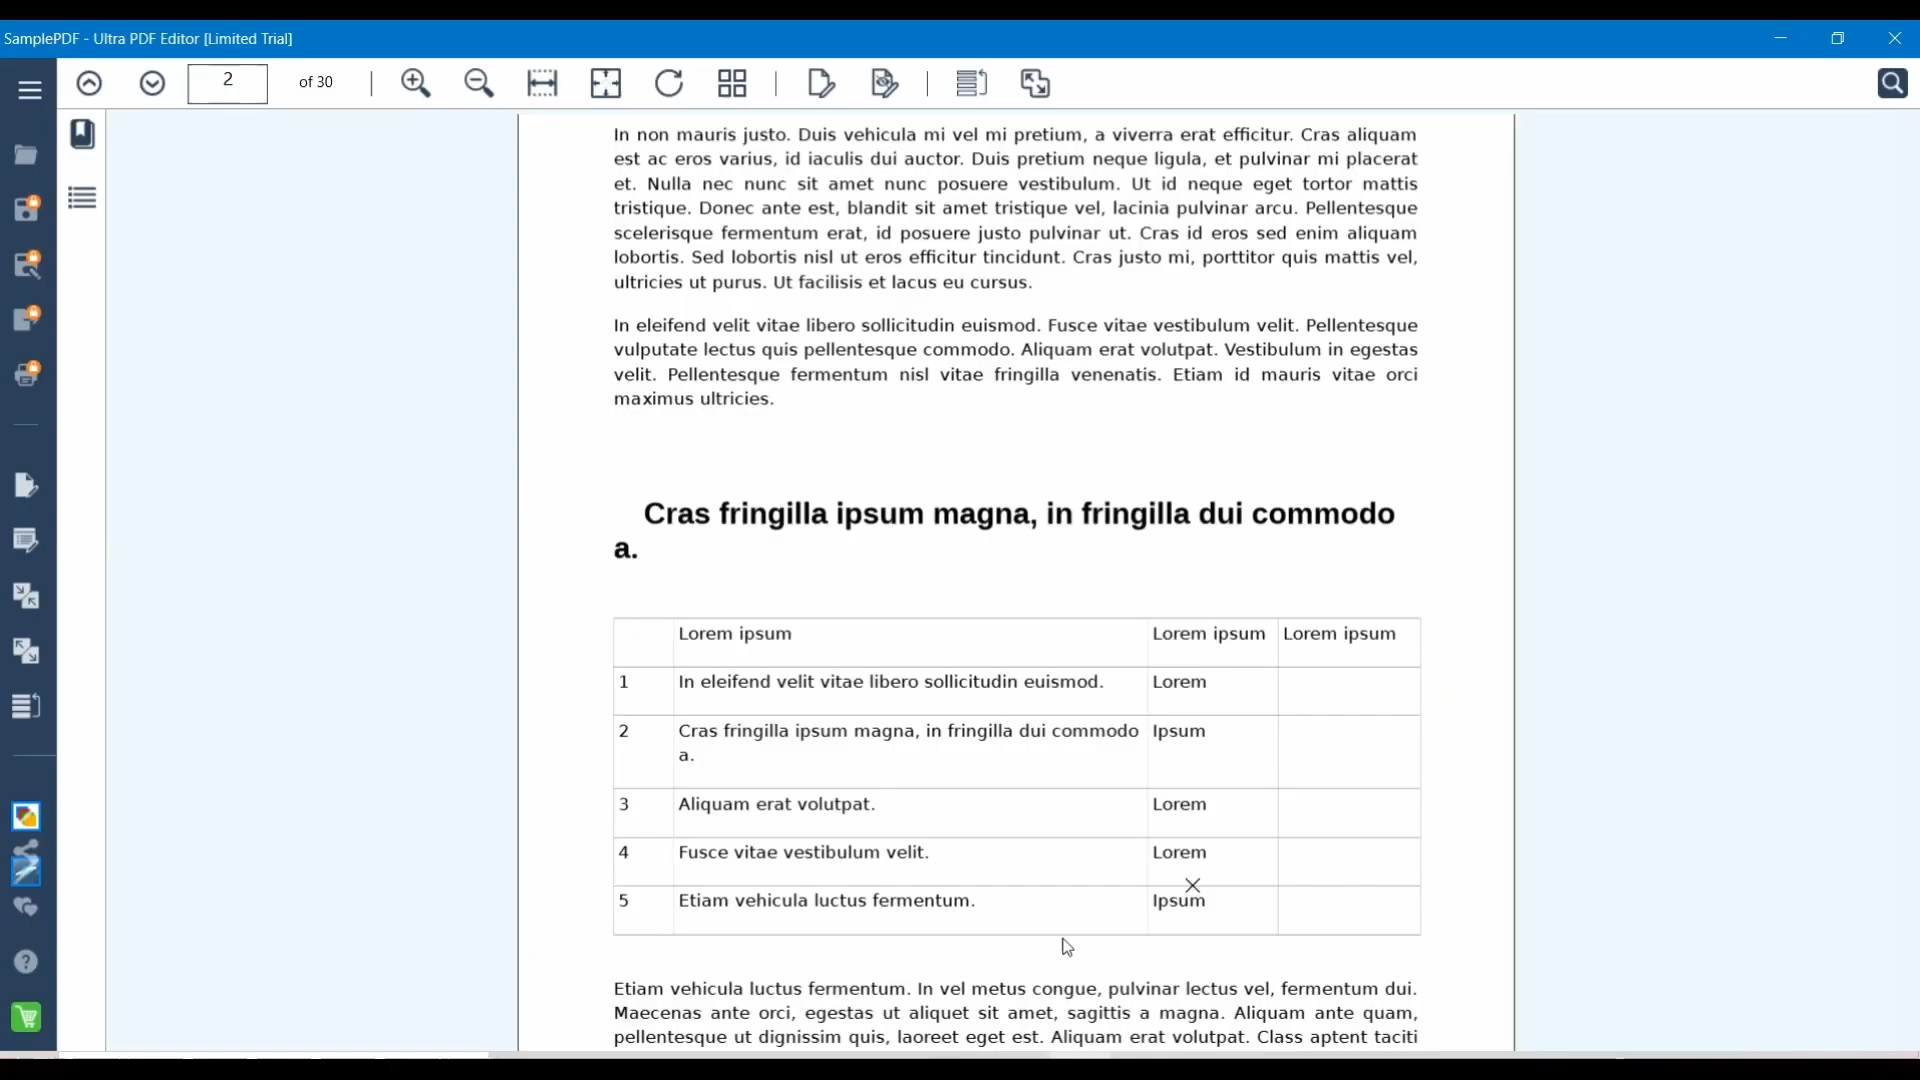 SamplePDF - Ultra PDF Editor [Limited Trial]
2 of 30
In non mauris justo. Duis vehicula mi vel mi pretium, a viverra erat efficitur. Cras aliquam
est ac eros varius, id iaculis dui auctor. Duis pretium neque ligula, et pulvinar mi placerat
et. Nulla nec nunc sit amet nunc posuere vestibulum. Ut id neque eget tortor mattis
tristique. Donec ante est, blandit sit amet tristique vel, lacinia pulvinar arcu. Pellentesque
scelerisque fermentum erat, id posuere justo pulvinar ut. Cras id eros sed enim aliquam
lobortis. Sed lobortis nisl ut eros efficitur tincidunt. Cras justo mi, porttitor quis mattis vel,
ultricies ut purus. Ut facilisis et lacus eu cursus.
In eleifend velit vitae libero sollicitudin euismod. Fusce vitae vestibulum velit. Pellentesque
vulputate lectus quis pellentesque commodo. Aliquam erat volutpat. Vestibulum in egestas
velit. Pellentesque fermentum nisl vitae fringilla venenatis. Etiam id mauris vitae orci
maximus ultricies.
Cras fringilla ipsum magna, in fringilla dui commodo
a.
Lorem ipsum Lorem ipsum Lorem ipsum
1 In eleifend velit vitae libero sollicitudin euismod. Lorem
2 Cras fringilla ipsum magna, in fringilla dui commodo Ipsum
a.
3 Aliquam erat volutpat. Lorem
4 Fusce vitae vestibulum velit. Lorem
5 Etiam vehicula luctus fermentum. Ipsum
Etiam vehicula luctus fermentum. In vel metus congue, pulvinar lectus vel, fermentum dui.
Maecenas ante orci, egestas ut aliquet sit amet, sagittis a magna. Aliquam ante quam,
pellentesque ut dignissim quis, laoreet eget est. Aliquam erat volutpat. Class aptent taciti